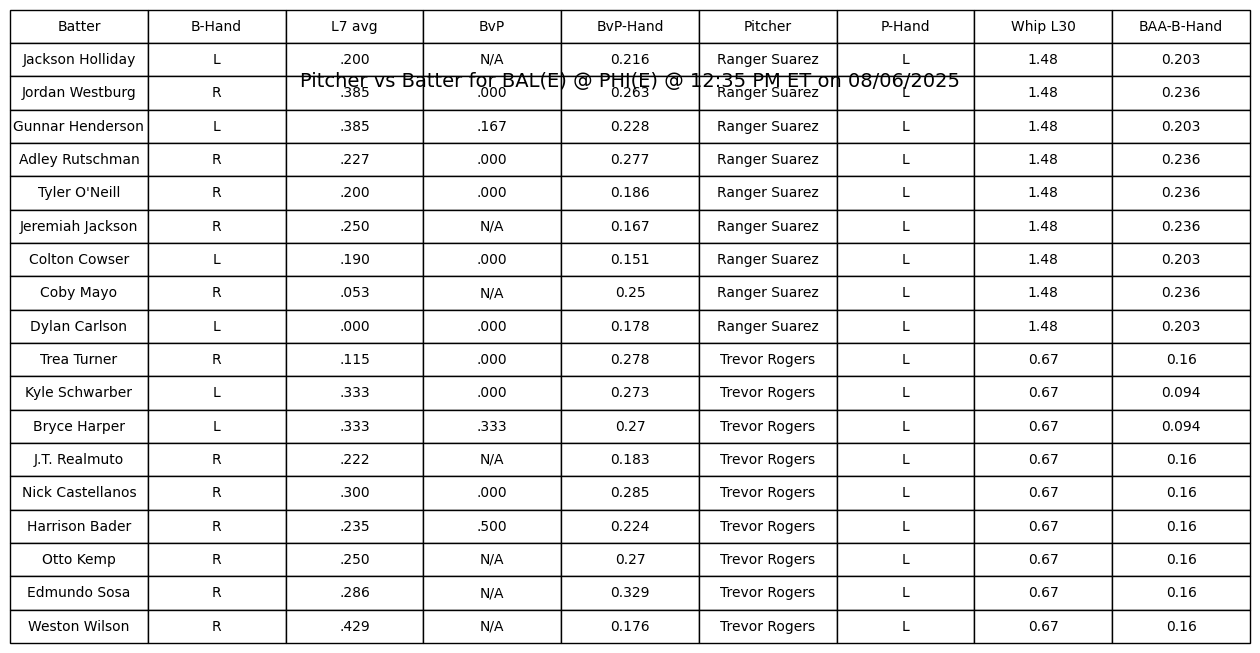 Batter B-Hand L7 avg BvP BvP-Hand Pitcher P-Hand Whip L30 BAA-B-Hand
Jackson Holliday L .200 N/A 0.216 Ranger Suarez L 1.48 0.203
Pitcher vs Batter for BAL(E) @ PHI(E) @ 12:35 PM ET on 08/06/2025
Jordan Westburg R .385 .000 0.263 Ranger Suarez L 1.48 0.236
Gunnar Henderson L .385 .167 0.228 Ranger Suarez L 1.48 0.203
Adley Rutschman R .227 .000 0.277 Ranger Suarez L 1.48 0.236
Tyler O'Neill R .200 .000 0.186 Ranger Suarez L 1.48 0.236
Jeremiah Jackson R .250 N/A 0.167 Ranger Suarez L 1.48 0.236
Colton Cowser L .190 .000 0.151 Ranger Suarez L 1.48 0.203
Coby Mayo R .053 N/A 0.25 Ranger Suarez L 1.48 0.236
Dylan Carlson L .000 .000 0.178 Ranger Suarez L 1.48 0.203
Trea Turner R .115 .000 0.278 Trevor Rogers L 0.67 0.16
Kyle Schwarber L .333 .000 0.273 Trevor Rogers L 0.67 0.094
Bryce Harper L .333 .333 0.27 Trevor Rogers L 0.67 0.094
J.T. Realmuto R .222 N/A 0.183 Trevor Rogers L 0.67 0.16
Nick Castellanos R .300 .000 0.285 Trevor Rogers L 0.67 0.16
Harrison Bader R .235 .500 0.224 Trevor Rogers L 0.67 0.16
Otto Kemp R .250 N/A 0.27 Trevor Rogers L 0.67 0.16
Edmundo Sosa R .286 N/A 0.329 Trevor Rogers L 0.67 0.16
Weston Wilson R .429 N/A 0.176 Trevor Rogers L 0.67 0.16